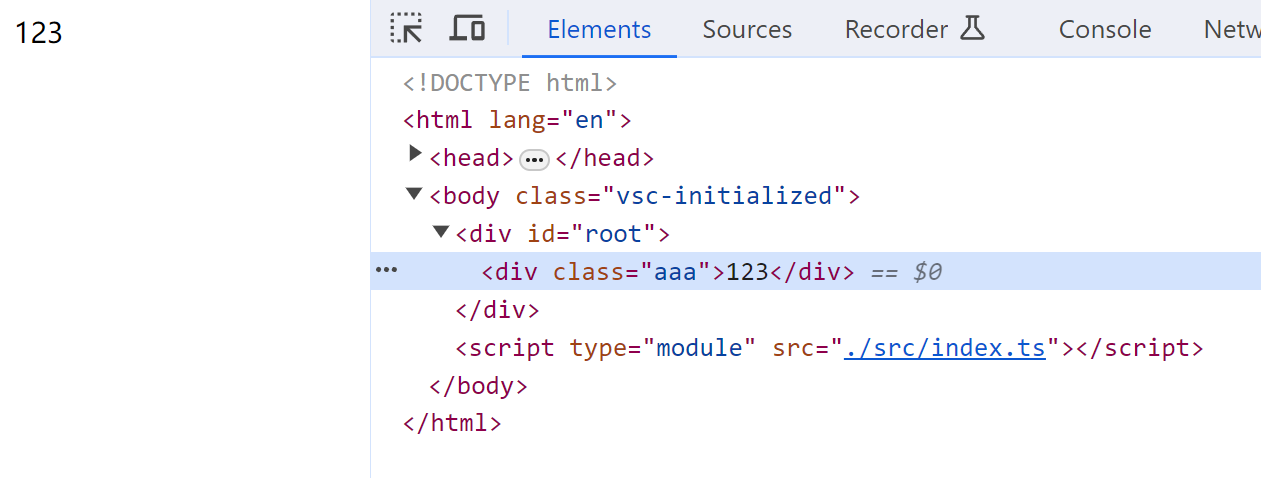 123
Elements Sources Recorder Console Netw
<!DOCTYPE html>
<html lang="en">
<head>…</head>
<body class="vsc-initialized">
<div id="root">
… <div class="aaa">123</div> == $0
</div>
<script type="module" src="./src/index.ts"></script>
</body>
</html>